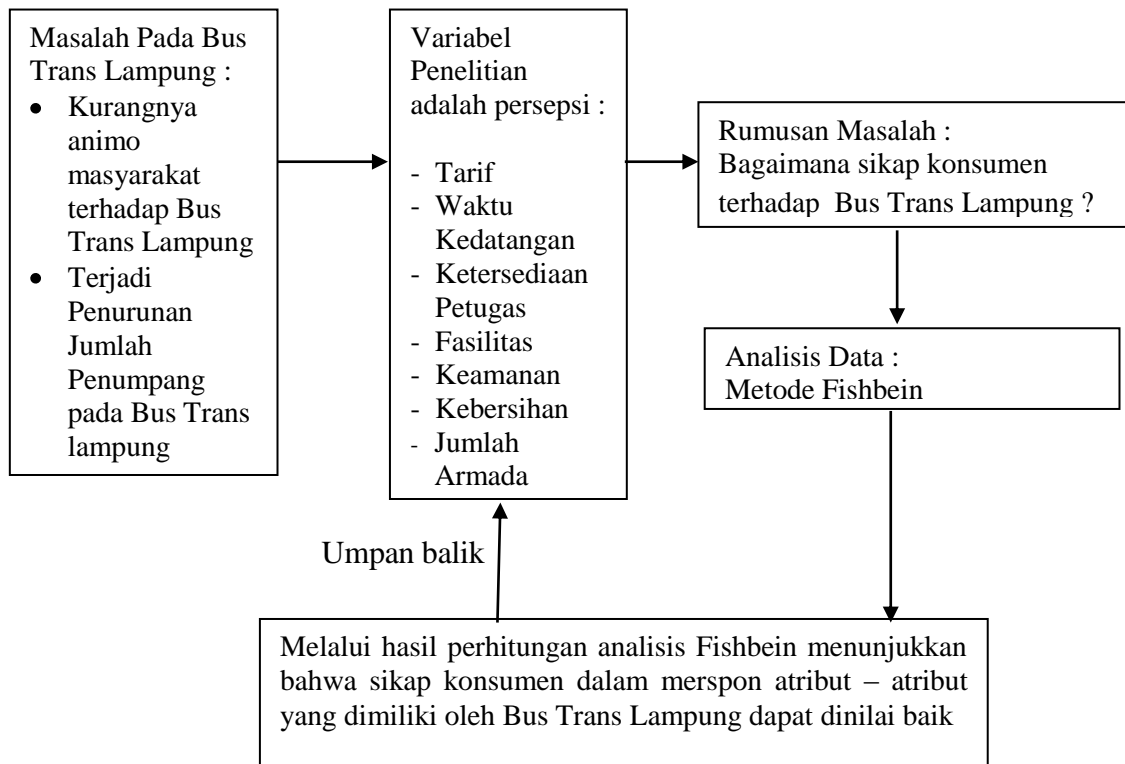 Masalah Pada Bus
Trans Lampung :
● Kurangnya
animo
masyarakat
terhadap Bus
Trans Lampung
● Terjadi
Penurunan
Jumlah
Penumpang
pada Bus Trans
lampung
Variabel
Penelitian
adalah persepsi :
- Tarif
- Waktu
Kedatangan
- Ketersediaan
Petugas
- Fasilitas
- Keamanan
- Kebersihan
- Jumlah
Armada
Rumusan Masalah :
Bagaimana sikap konsumen
terhadap Bus Trans Lampung ?
Analisis Data :
Metode Fishbein
Umpan balik
Melalui hasil perhitungan analisis Fishbein menunjukkan
bahwa sikap konsumen dalam merspon atribut – atribut
yang dimiliki oleh Bus Trans Lampung dapat dinilai baik